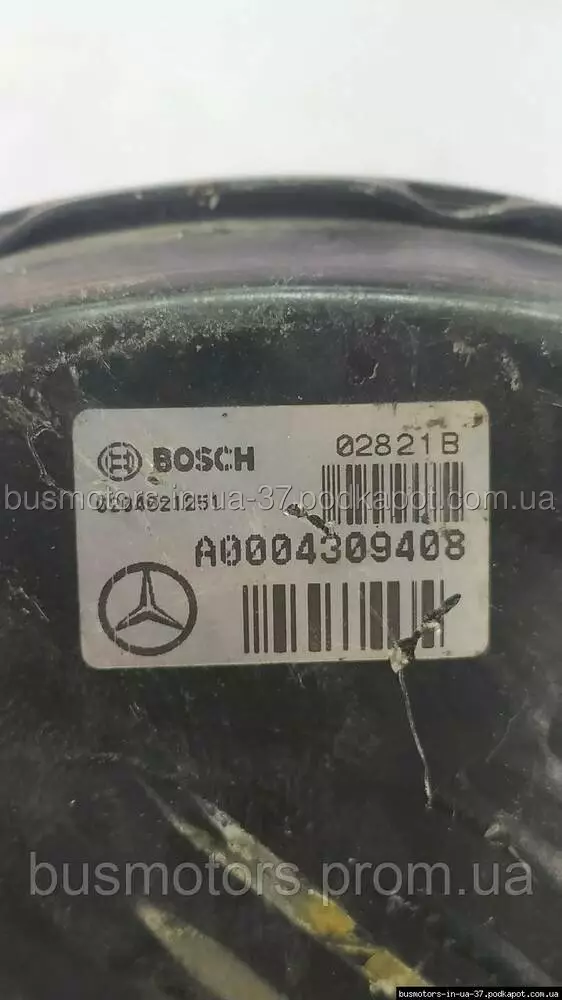 BOSCH 02821B
busmotors-in-ua-37.podkapot.com.ua
A0004309408
busmotors.prom.ua
busmotors-in-ua-37.podkapot.com.ua